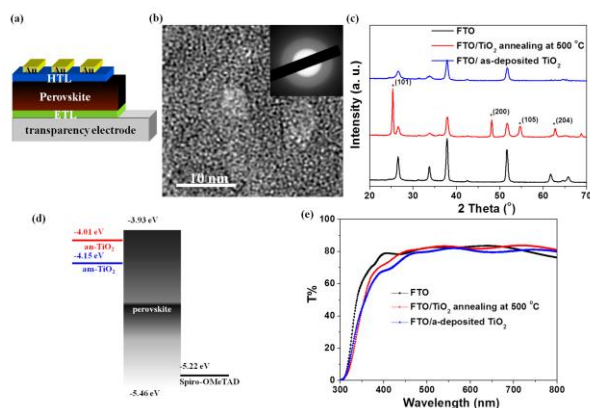 (a)
Au Au Au
HTL
Perovskite
ETL
transparency electrode
(b)
10 nm
(c)
FTO
FTO/TiO2 annealing at 500 °C
FTO/ as-deposited TiO2
*(101)
*(200)
*(105)
*(204)
Intensity (a. u.)
20 30 40 50 60 70
2 Theta (°)
(d)
-3.93 eV
-4.01 eV
an-TiO2
-4.15 eV
am-TiO2
perovskite
-5.22 eV
Spiro-OMeTAD
-5.46 eV
(e)
100
80
60
40
20
0
T%
FTO
FTO/TiO2 annealing at 500 °C
FTO/a-deposited TiO2
300 400 500 600 700 800
Wavelength (nm)